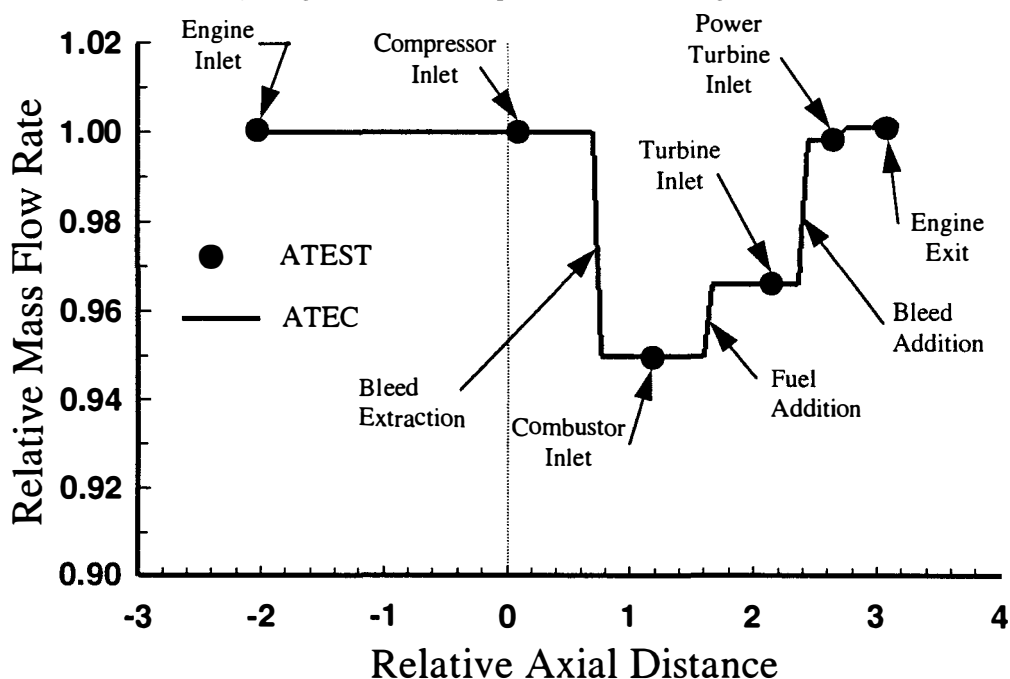 Engine
Inlet
Compressor
Inlet
Power
Turbine
Inlet
Turbine
Inlet
Engine
Exit
ATEST
ATEC
Bleed
Extraction
Combustor
Inlet
Fuel
Addition
Bleed
Addition
Relative Mass Flow Rate
1.02
1.00
0.98
0.96
0.94
0.92
0.90
-3 -2 -1 0 1 2 3 4
Relative Axial Distance